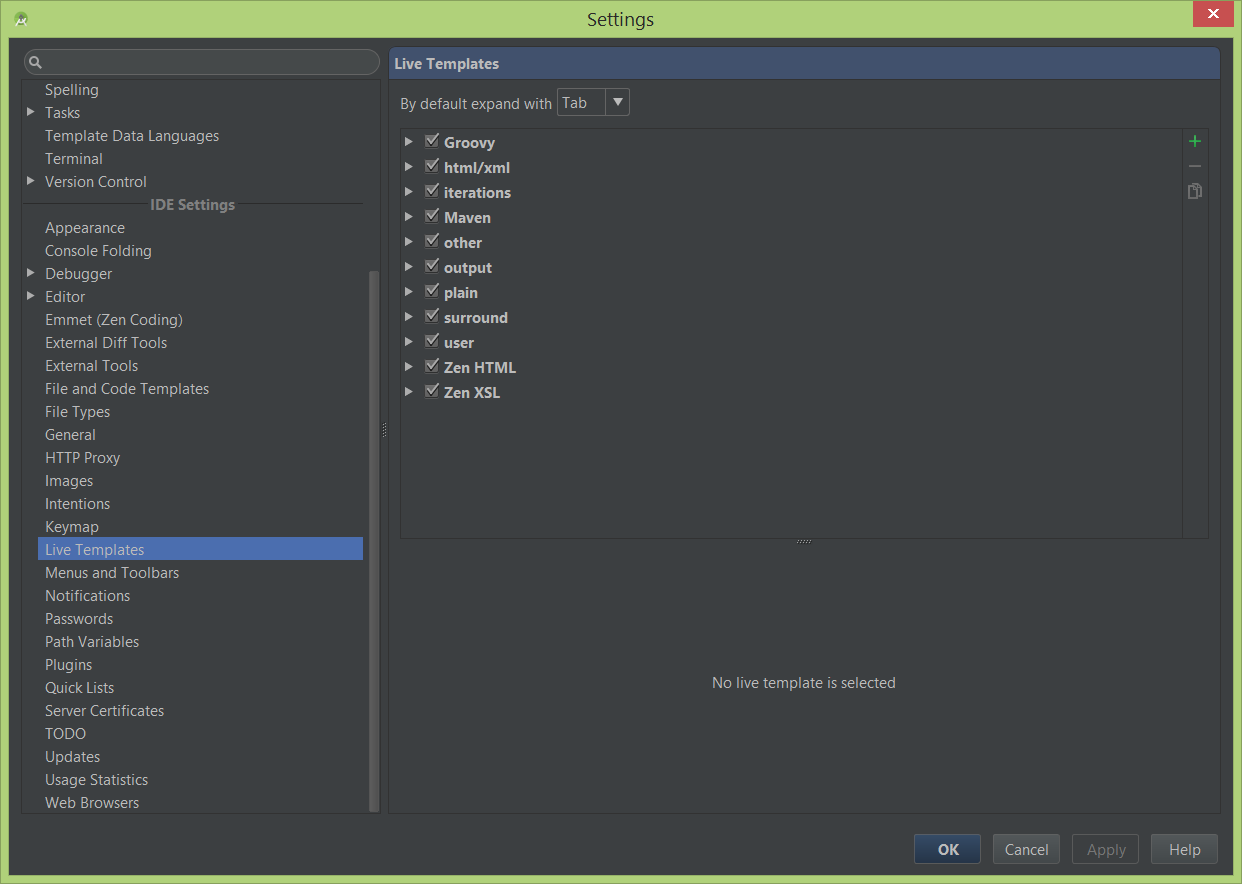 Settings
Spelling
Tasks
Template Data Languages
Terminal
Version Control
IDE Settings
Appearance
Console Folding
Debugger
Editor
Emmet (Zen Coding)
External Diff Tools
External Tools
File and Code Templates
File Types
General
HTTP Proxy
Images
Intentions
Keymap
Live Templates
Menus and Toolbars
Notifications
Passwords
Path Variables
Plugins
Quick Lists
Server Certificates
TODO
Updates
Usage Statistics
Web Browsers
Live Templates
By default expand with Tab
Groovy
html/xml
iterations
Maven
other
output
plain
surround
user
Zen HTML
Zen XSL
No live template is selected
OK Cancel Apply Help